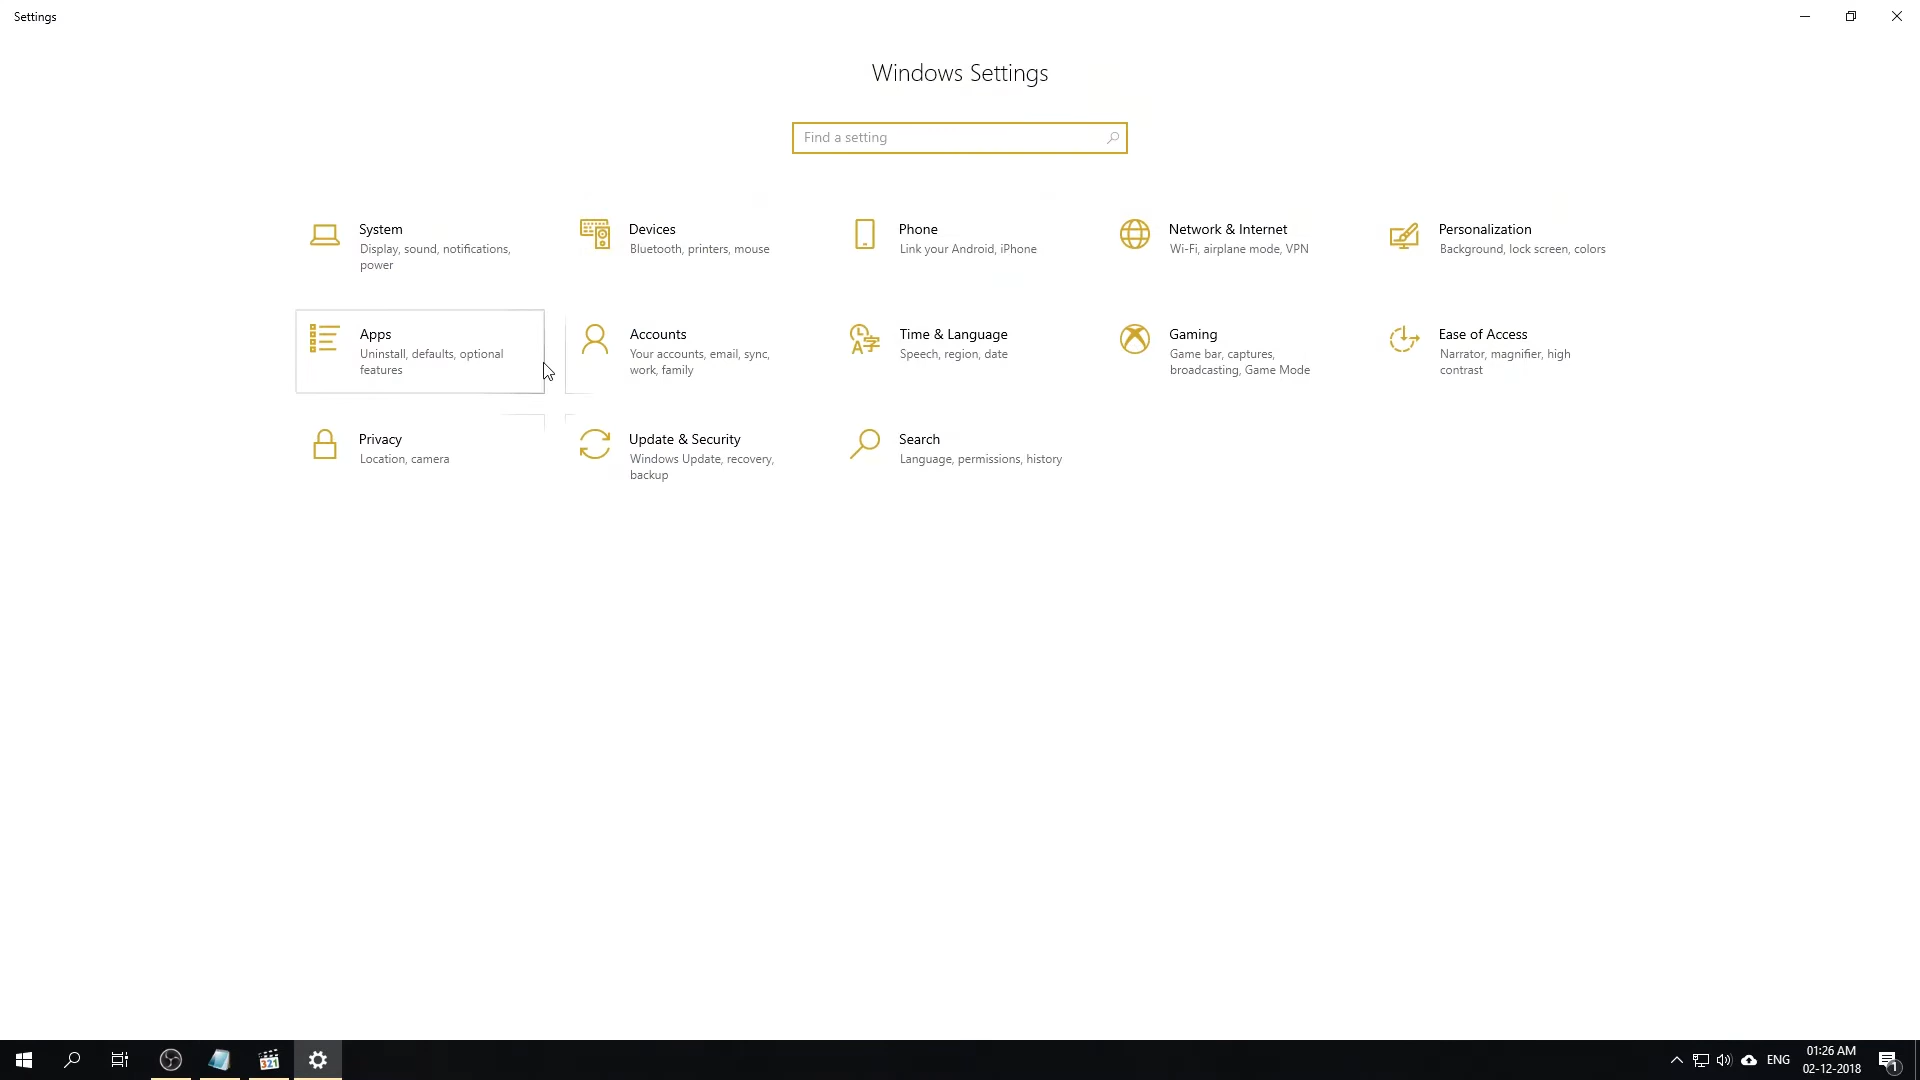 Settings
Windows Settings
Find a setting
System
Display, sound, notifications,
power
Devices
Bluetooth, printers, mouse
Phone
Link your Android, iPhone
Network & Internet
Wi-Fi, airplane mode, VPN
Personalization
Background, lock screen, colors
Apps
Uninstall, defaults, optional
features
Accounts
Your accounts, email, sync,
work, family
Time & Language
Speech, region, date
Gaming
Game bar, captures,
broadcasting, Game Mode
Ease of Access
Narrator, magnifier, high
contrast
Privacy
Location, camera
Update & Security
Windows Update, recovery,
backup
Search
Language, permissions, history
321
ENG
01:26 AM
02-12-2018
1